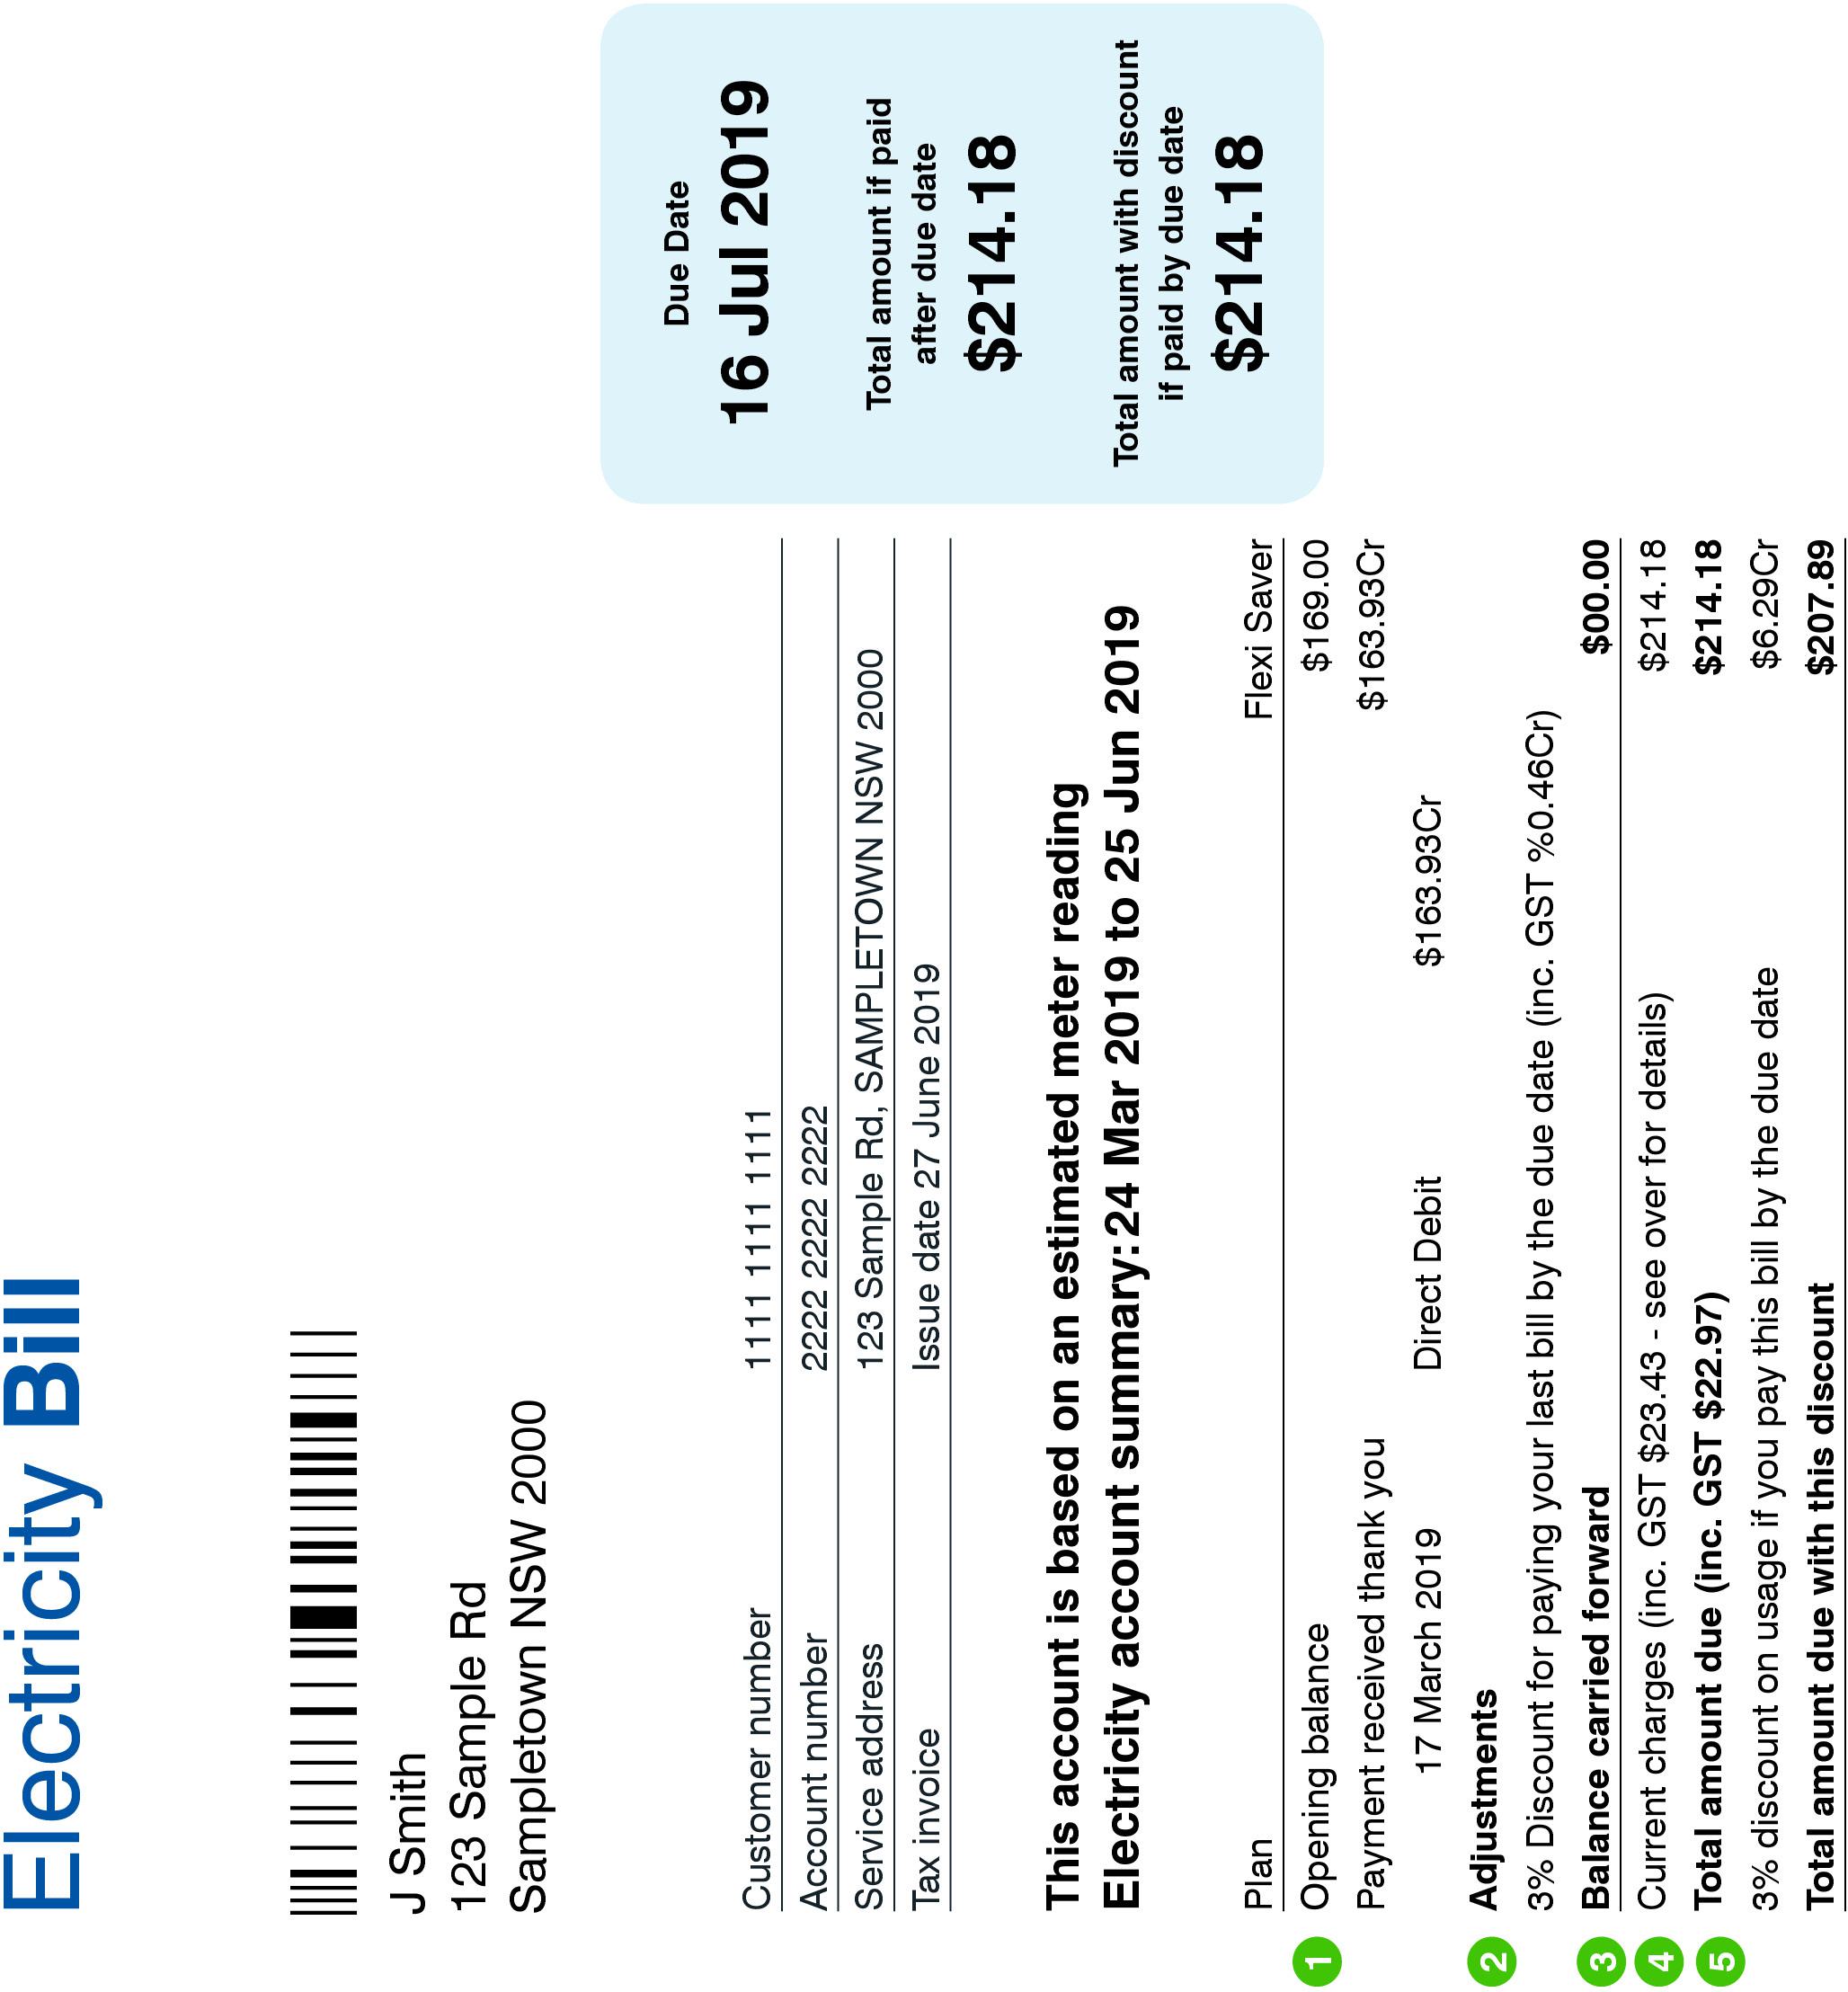 Electricity Bill
J Smith
123 Sample Rd
Sampletown NSW 2000
Due Date
16 Jul 2019
Total amount if paid
after due date
$214.18
Total amount with discount
if paid by due date
$214.18
Customer number 1111 1111 1111 1111
Account number 2222 2222 2222 2222
Service address 123 Sample Rd, SAMPLETOWN NSW 2000
Tax invoice Issue date 27 June 2019
This account is based on an estimated meter reading
Electricity account summary:24 Mar 2019 to 25 Jun 2019
Plan Flexi Saver
1 Opening balance $169.00
Payment received thank you $163.93Cr
17 March 2019 Direct Debit $163.93Cr
2 Adjustments
3% Discount for paying your last bill by the due date (inc. GST %0.46Cr)
3 Balance carried forward $00.00
4 Current charges (inc. GST $23.43 - see over for details) $214.18
5 Total amount due (inc. GST $22.97) $214.18
3% discount on usage if you pay this bill by the due date $6.29Cr
Total amount due with this discount $207.89